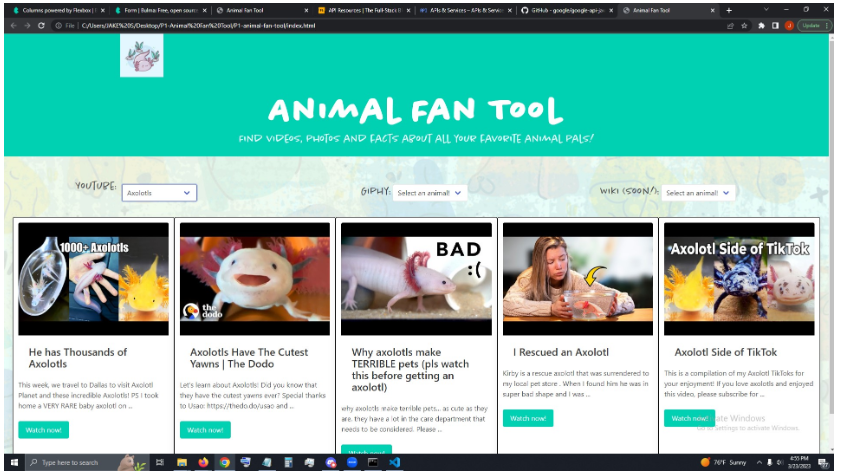 Columns powered by Flexbox |
Form | Bulma: Free, open sourc
Animal Fan Tool
API Resources | The Full-Stack
APIs & Services – APIs & Servic
GitHub - google/google-api-ja
Animal Fan Tool
File | C:/Users/JAKE%20S/Desktop/P1-Animal%20Fan%20Tool/P1-animal-fan-tool/index.html
Update
ANIMAL FAN TOOL
FIND VIDEOS, PHOTOS AND FACTS ABOUT ALL YOUR FAVORITE ANIMAL PALS!
YOUTUBE:
Axolotls
GIPHY:
Select an animal!
WIKI (SOON!):
Select an animal!
1000+ Axolotls
the
dodo
BAD
:(
Axolotl Side of TikTok
He has Thousands of
Axolotls
This week, we travel to Dallas to visit Axolotl
Planet and these incredible Axolotls! PS I took
home a VERY RARE baby axolotl on ...
Watch now!
Axolotls Have The Cutest
Yawns | The Dodo
Let's learn about Axolotls! Did you know that
they have the cutest yawns ever? Special thanks
to Usao: https://thedo.do/usao and ...
Watch now!
Why axolotls make
TERRIBLE pets (pls watch
this before getting an
axolotl)
why axolotls make terrible pets... as cute as they
are, they have a lot in the care department that
needs to be considered. Please ...
Watch now!
I Rescued an Axolotl
Kirby is a rescue axolotl that was surrendered to
my local pet store . When I found him he was in
super bad shape and I was ...
Watch now!
Axolotl Side of TikTok
This is a compilation of my Axolotl TikToks for
your enjoyment! If you love axolotls and enjoyed
this video, please subscribe for ...
Watch now!
ate Windows
to Settings to activate Windows.
Type here to search
76°F Sunny
4:55 PM
3/23/2023